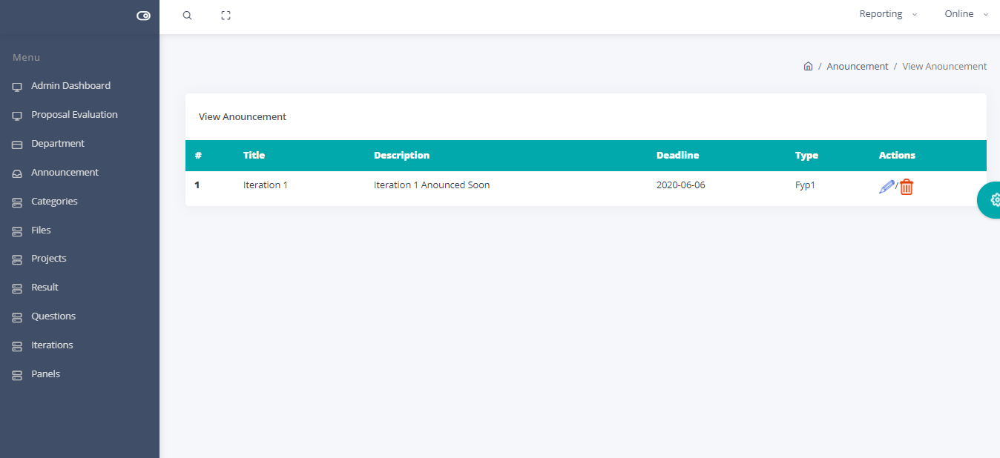 Reporting Online
Menu
/ Anouncement / View Anouncement
Admin Dashboard
Proposal Evaluation
Department
Announcement
Categories
Files
Projects
Result
Questions
Iterations
Panels
View Anouncement
# Title Description Deadline Type Actions
1 Iteration 1 Iteration 1 Anounced Soon 2020-06-06 Fyp1 /